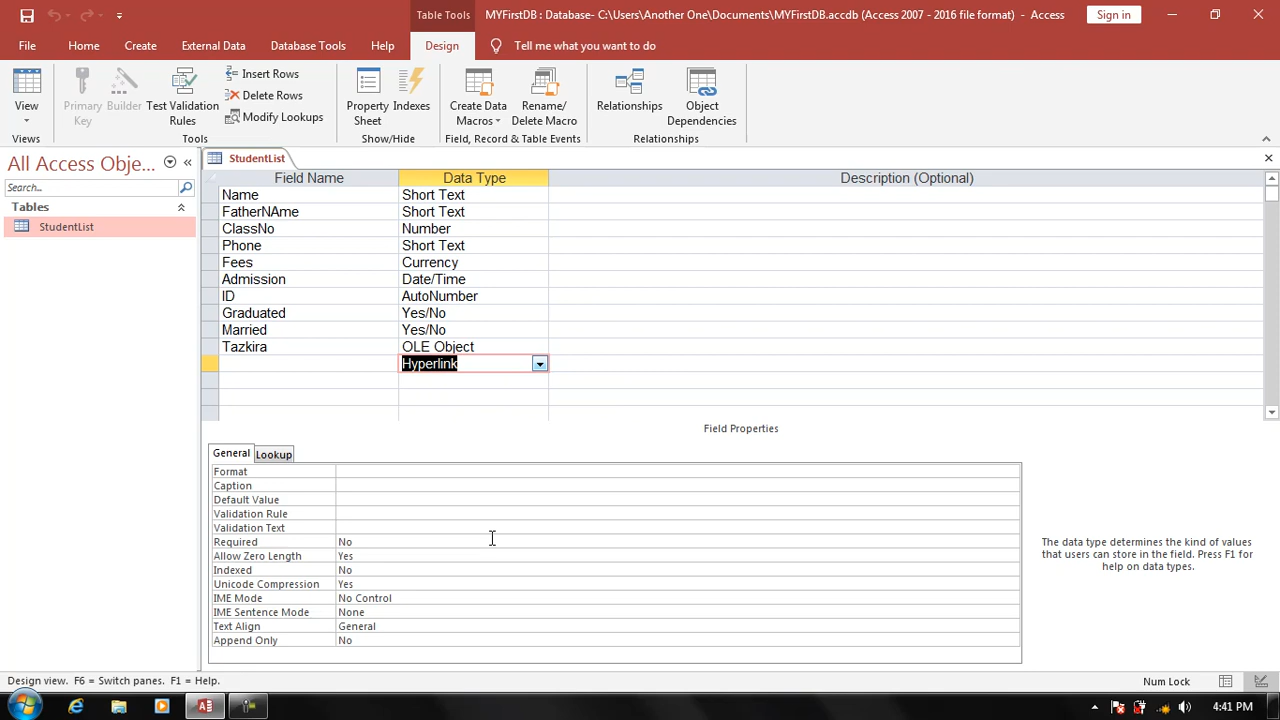 Table Tools
MYFirstDB : Database- C:\Users\Another One\Documents\MYFirstDB.accdb (Access 2007 - 2016 file format) - Access
Sign in
File Home Create External Data Database Tools Help Design Tell me what you want to do
View
Views
Primary Key
Builder
Test Validation Rules
Insert Rows
Delete Rows
Modify Lookups
Tools
Property Sheet
Indexes
Show/Hide
Create Data Macros
Rename/ Delete Macro
Field, Record & Table Events
Relationships
Object Dependencies
Relationships
All Access Obje...
Search...
Tables
StudentList
StudentList
Field Name Data Type Description (Optional)
Name Short Text
FatherNAme Short Text
ClassNo Number
Phone Short Text
Fees Currency
Admission Date/Time
ID AutoNumber
Graduated Yes/No
Married Yes/No
Tazkira OLE Object
Hyperlink
Field Properties
General Lookup
Format
Caption
Default Value
Validation Rule
Validation Text
Required No
Allow Zero Length Yes
Indexed No
Unicode Compression Yes
IME Mode No Control
IME Sentence Mode None
Text Align General
Append Only No
The data type determines the kind of values
that users can store in the field. Press F1 for
help on data types.
Design view. F6 = Switch panes. F1 = Help.
Num Lock
4:41 PM